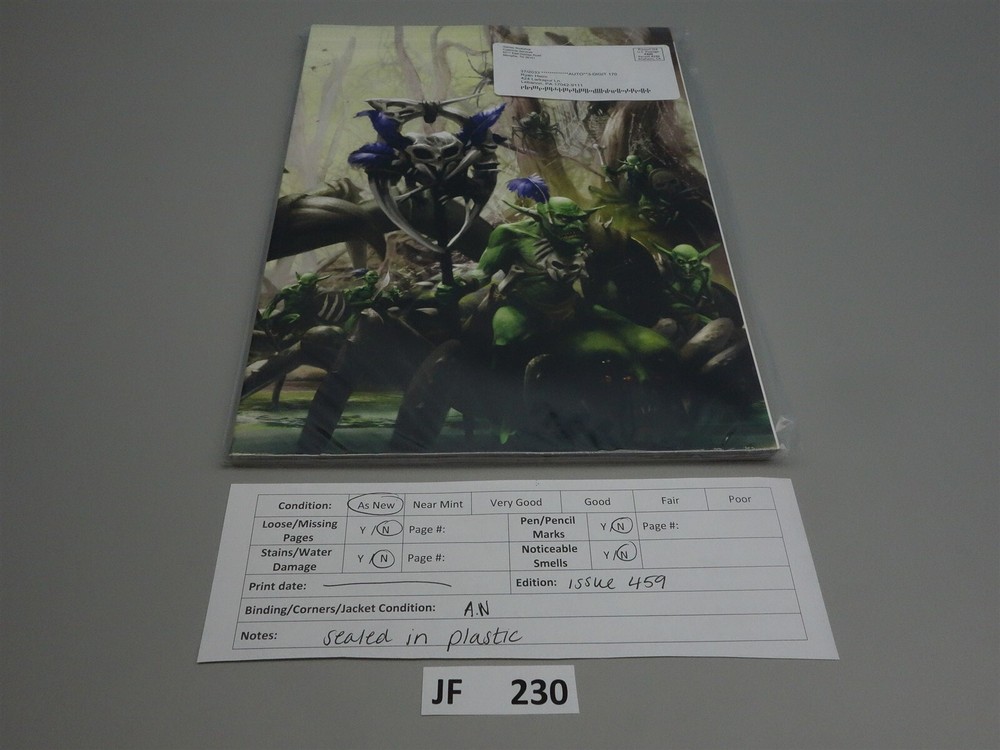 AUTO
Condition: As New Near Mint Very Good Good Fair Poor
Loose/Missing Pages Y / N Page #: Pen/Pencil Marks Y / N Page #:
Stains/Water Damage Y / N Page #: Noticeable Smells Y / N
Print date: Edition: issue 459
Binding/Corners/Jacket Condition: A.N
Notes: sealed in plastic
JF 230